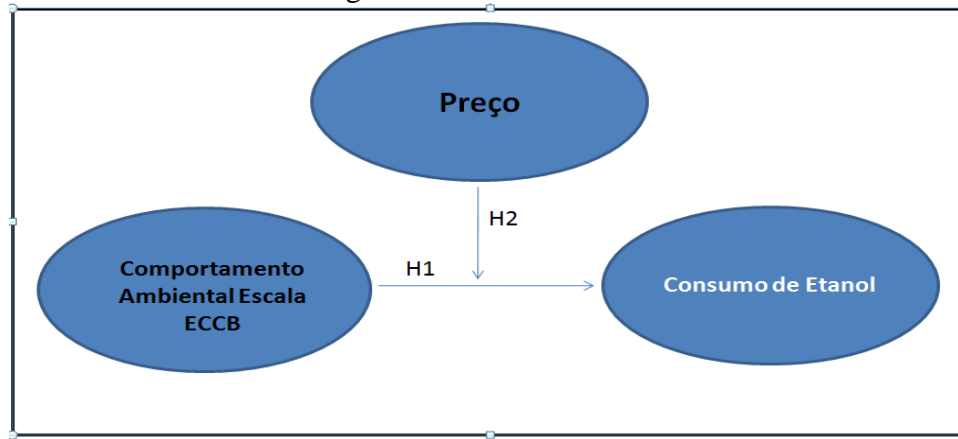 Preço
H2
H1
Comportamento
Ambiental Escala
ECCB
Consumo de Etanol